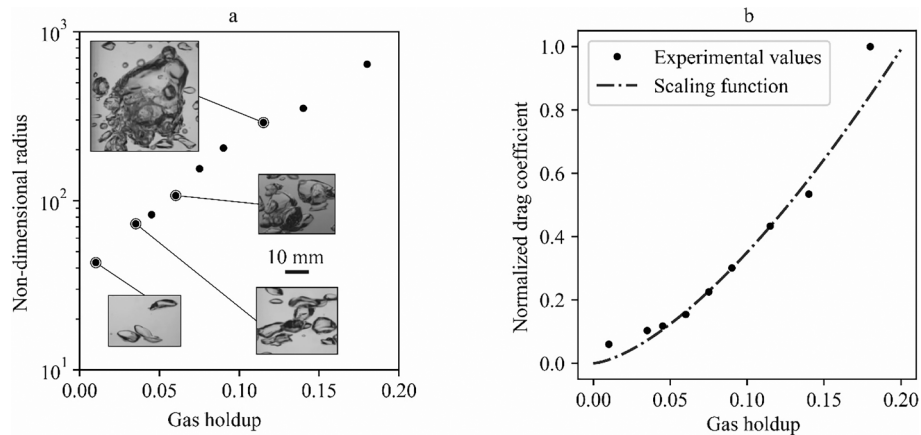 a
10³
10²
10¹
Non-dimensional radius
10 mm
0.00 0.05 0.10 0.15 0.20
Gas holdup
b
1.0
0.8
0.6
0.4
0.2
0.0
Normalized drag coefficient
Experimental values
Scaling function
0.00 0.05 0.10 0.15 0.20
Gas holdup